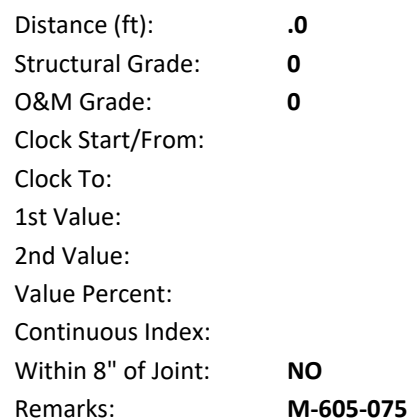 Distance (ft): .0
Structural Grade: 0
O&M Grade: 0
Clock Start/From:
Clock To:
1st Value:
2nd Value:
Value Percent:
Continuous Index:
Within 8" of Joint: NO
Remarks: M-605-075